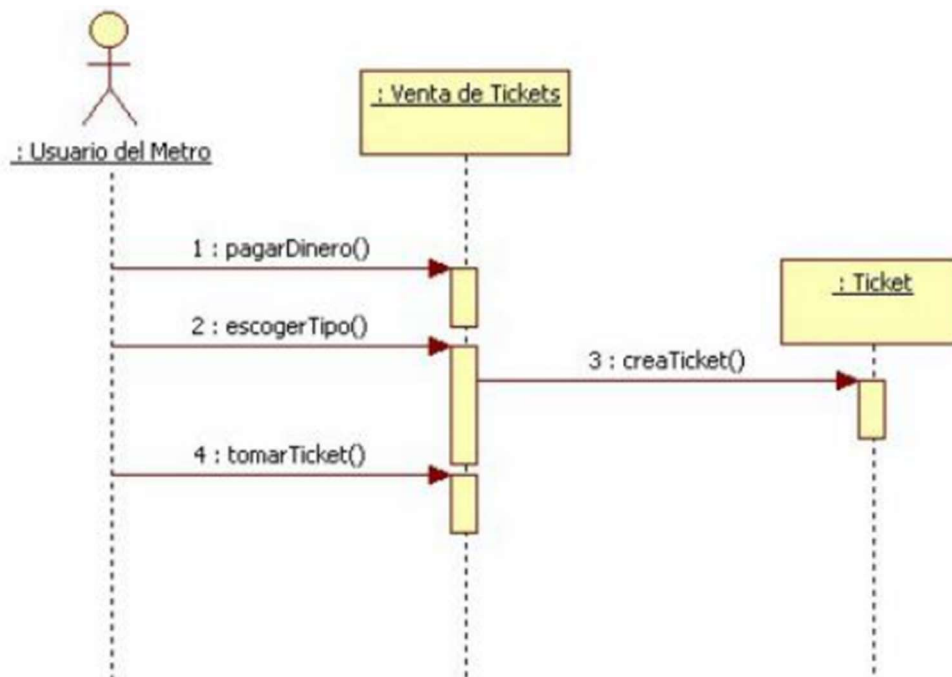 : Usuario del Metro
: Venta de Tickets
1 : pagarDinero()
: Ticket
2 : escogerTipo()
3 : creaTicket()
4 : tomarTicket()